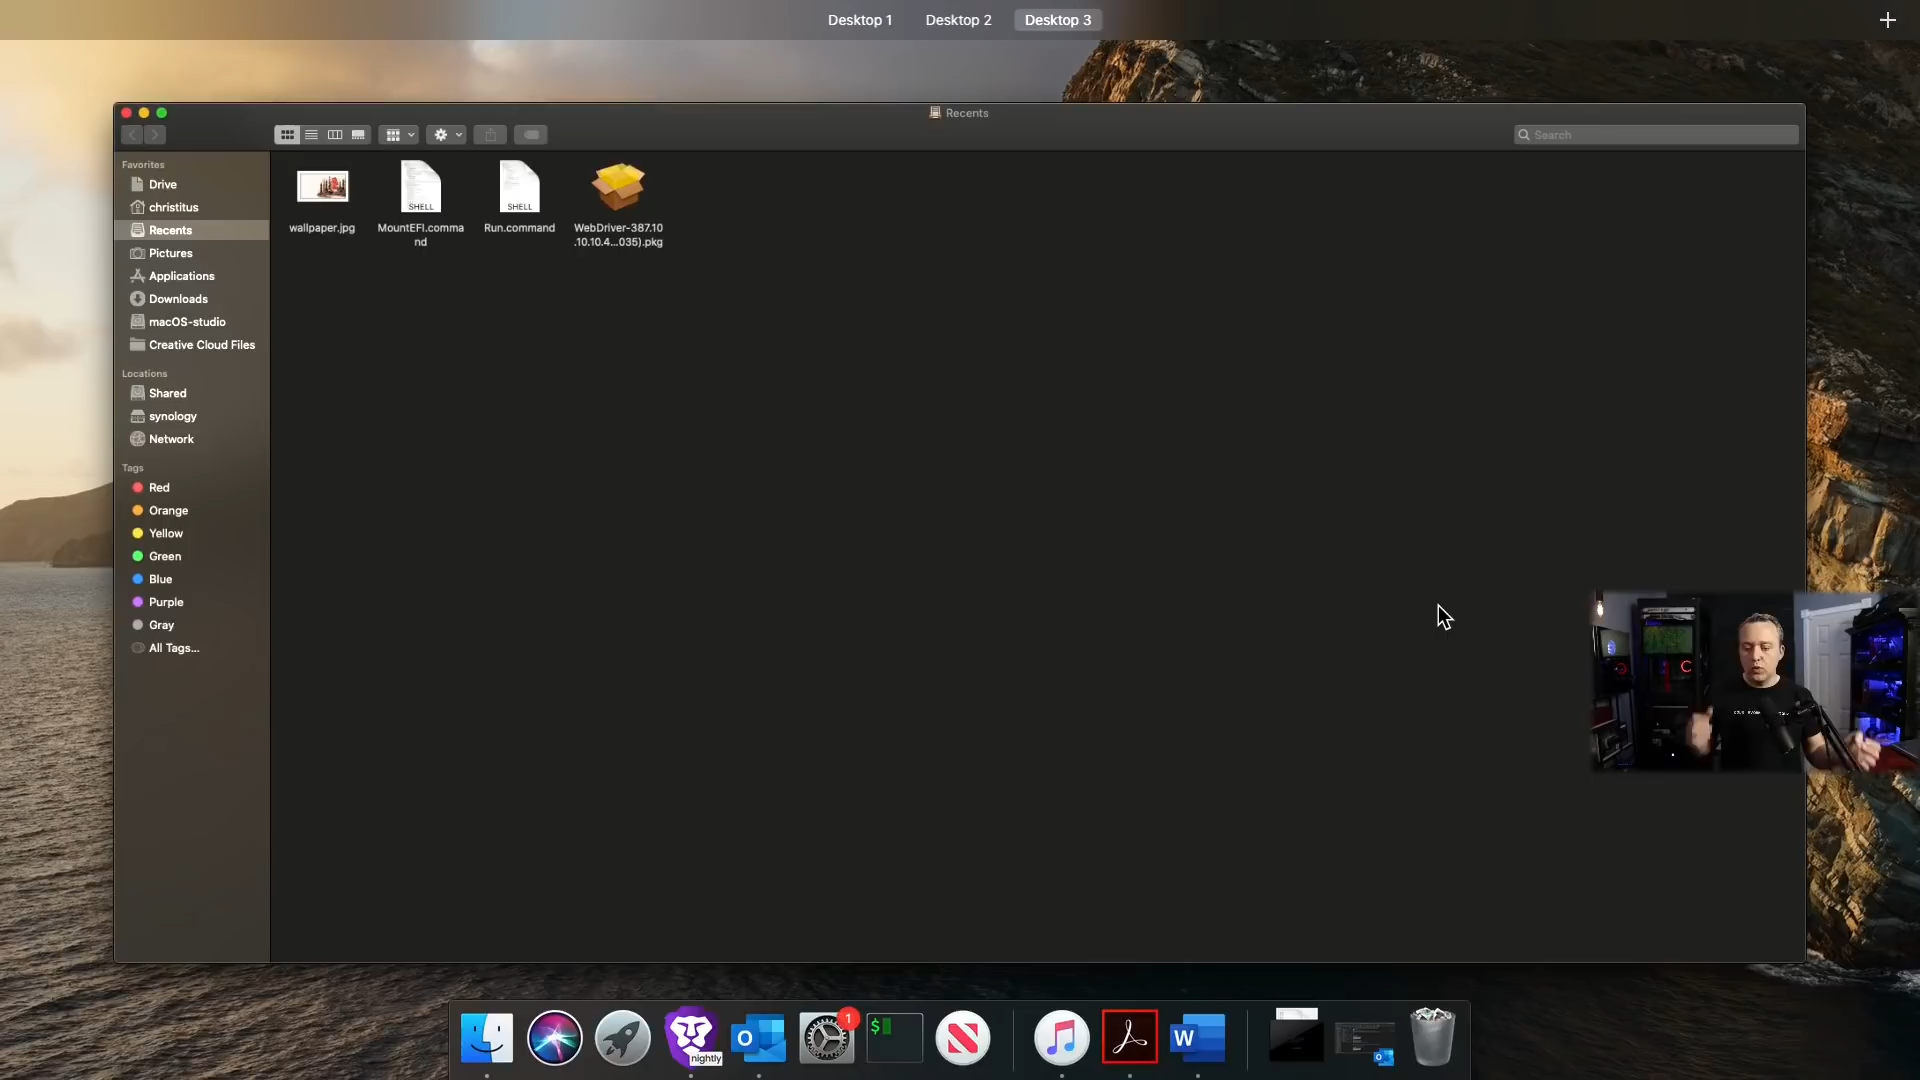 Desktop 1
Desktop 2
Desktop 3
Recents
Search
Favorites
Drive
christitus
Recents
Pictures
Applications
Downloads
macOS-studio
Creative Cloud Files
Locations
Shared
synology
Network
Tags
Red
Orange
Yellow
Green
Blue
Purple
Gray
All Tags...
SHELL
SHELL
wallpaper.jpg
MountEFI.comma
nd
Run.command
WebDriver-387.10
.10.10.4...035).pkg
nightly
O
1
$
W